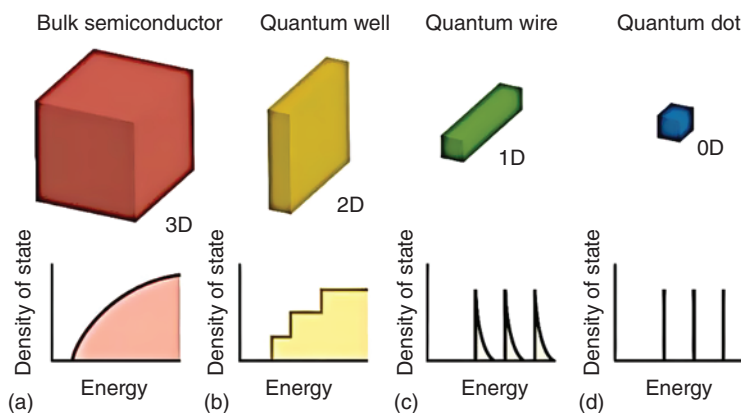 Bulk semiconductor
Quantum well
Quantum wire
Quantum dot
3D
2D
1D
0D
Density of state
Density of state
Density of state
Density of state
(a)
Energy
(b)
Energy
(c)
Energy
(d)
Energy